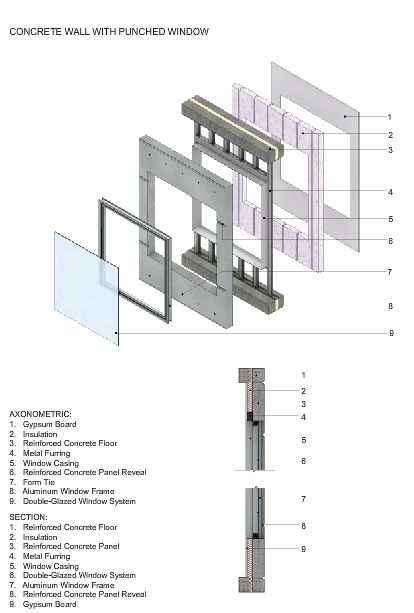 CONCRETE WALL WITH PUNCHED WINDOW
1
2
3
4
5
6
7
8
9
1
2
3
4
5
6
7
8
9
AXONOMETRIC:
1. Gypsum Board
2. Insulation
3. Reinforced Concrete Floor
4. Metal Furring
5. Window Casing
6. Reinforced Concrete Panel Reveal
7. Form Tie
8. Aluminum Window Frame
9. Double-Glazed Window System
SECTION:
1. Reinforced Concrete Floor
2. Insulation
3. Reinforced Concrete Panel
4. Metal Furring
5. Window Casing
6. Double-Glazed Window System
7. Aluminum Window Frame
8. Reinforced Concrete Panel Reveal
9. Gypsum Board